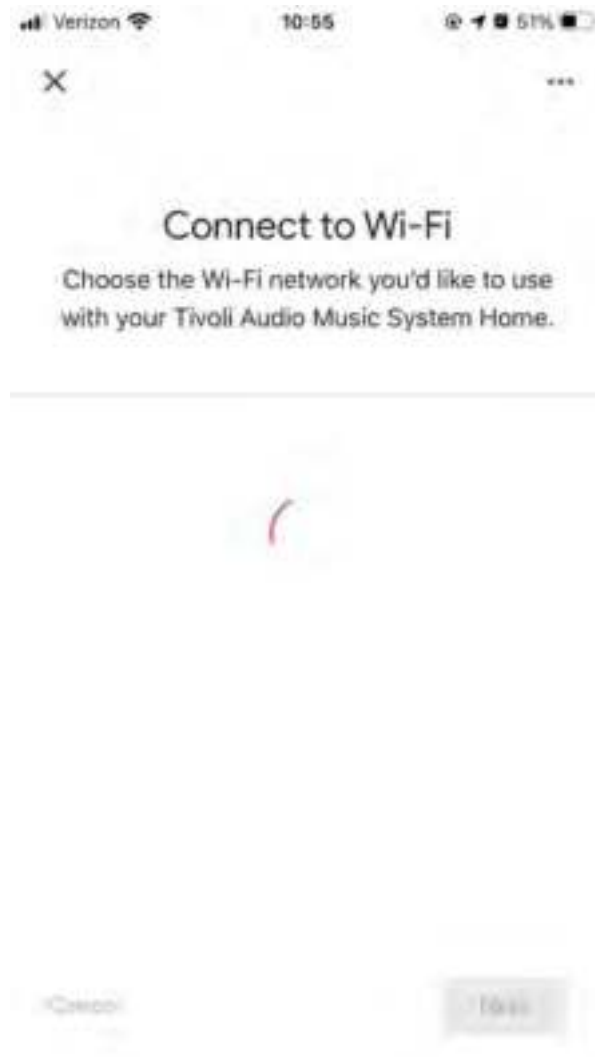 Verizon 10:55 51%
Connect to Wi-Fi
Choose the Wi-Fi network you'd like to use
with your Tivoli Audio Music System Home.